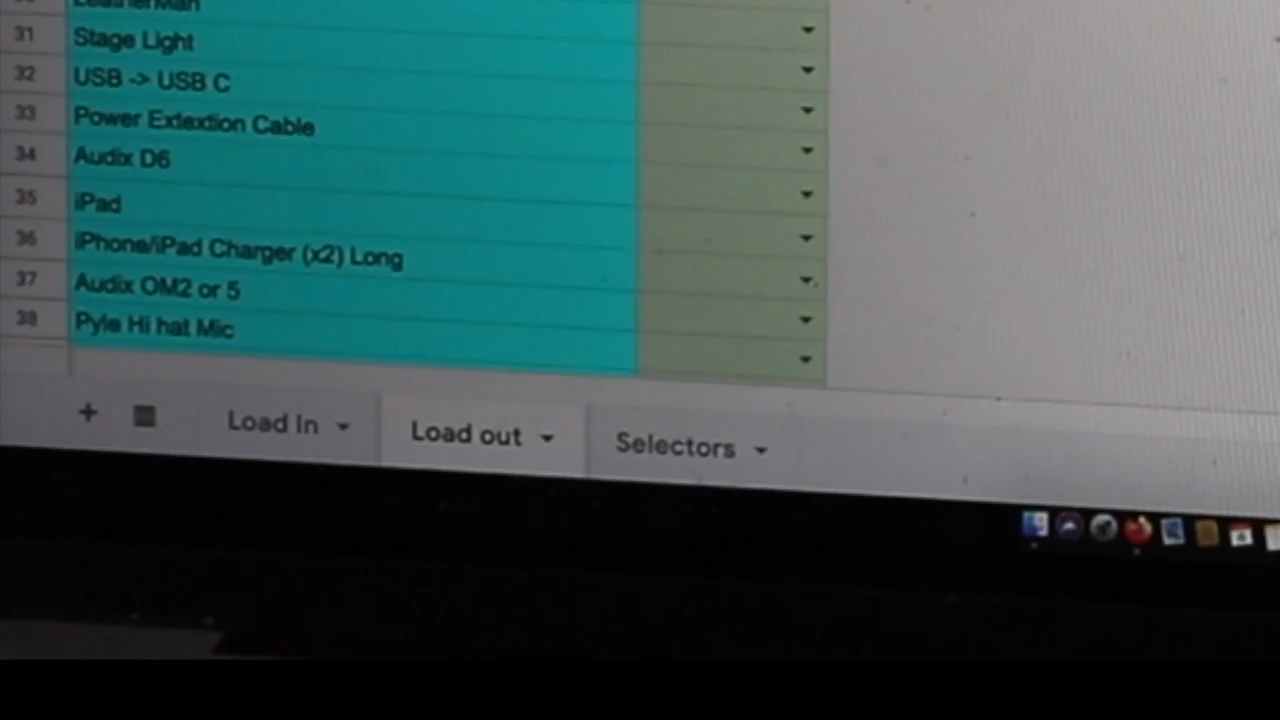 Leatherman
31 Stage Light
32 USB -> USB C
33 Power Extextion Cable
34 Audix D6
35 iPad
36 iPhone/iPad Charger (x2) Long
37 Audix OM2 or 5
38 Pyle Hi hat Mic
+ Load In Load out Selectors